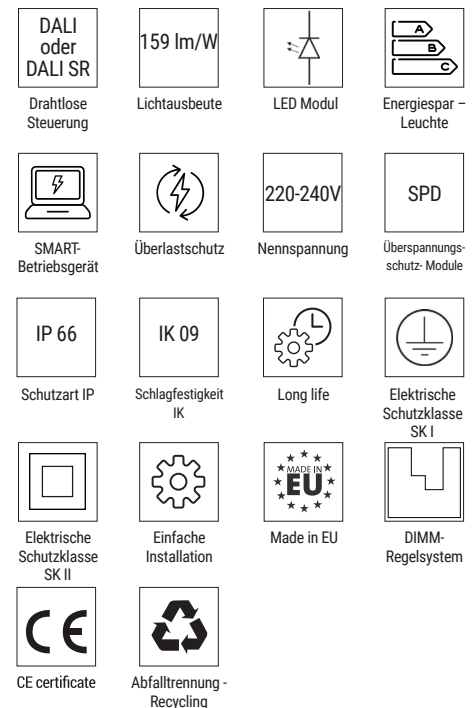 DALI
oder
DALI SR
Drahtlose
Steuerung
159 lm/W
Lichtausbeute
LED Modul
A
B
C
Energiespar –
Leuchte
SMART-
Betriebsgerät
Überlastschutz
220-240V
Nennspannung
SPD
Überspannungs-
schutz- Module
IP 66
Schutzart IP
IK 09
Schlagfestigkeit
IK
Long life
Elektrische
Schutzklasse
SK I
Elektrische
Schutzklasse
SK II
Einfache
Installation
MADE IN
EU
Made in EU
DIMM-
Regelsystem
CE
CE certificate
Abfalltrennung -
Recycling